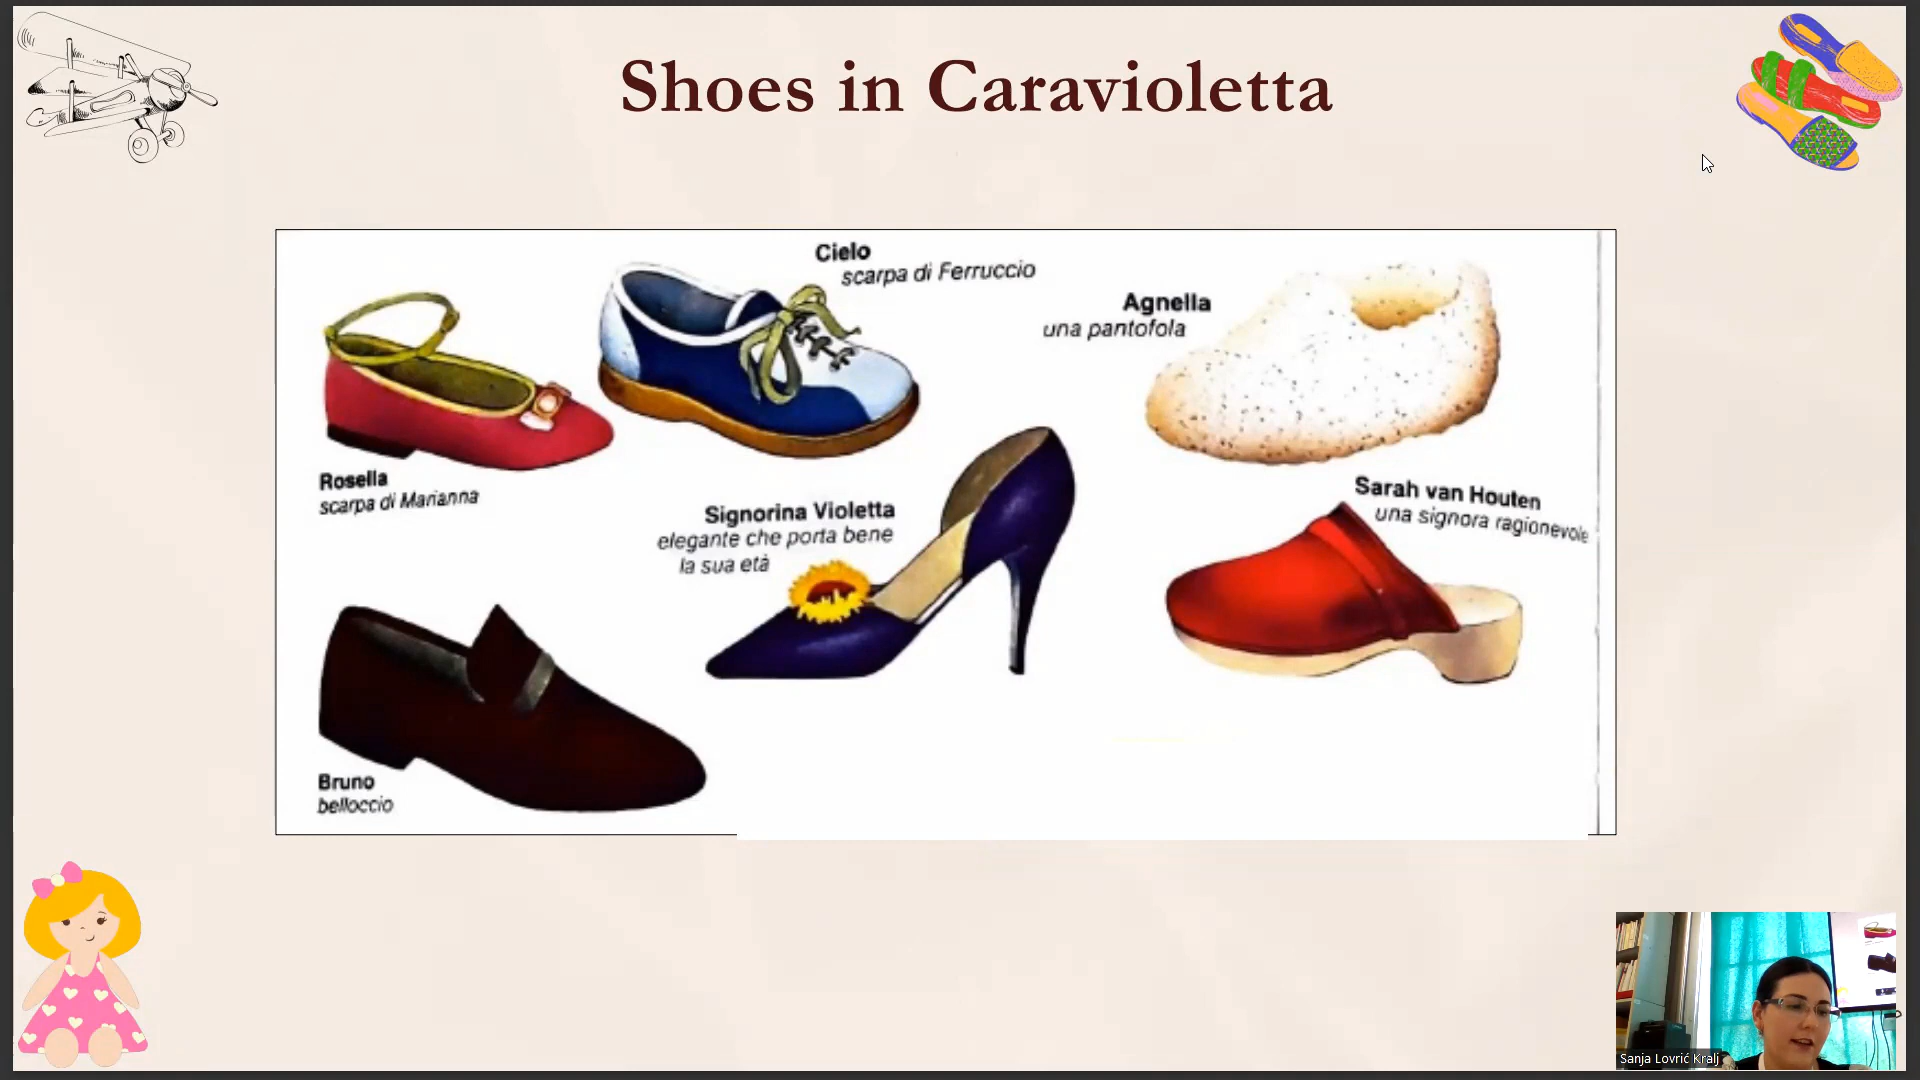 Shoes in Caravioletta
Cielo
scarpa di Ferruccio
Agnella
una pantofola
Rosella
scarpa di Marianna
Signorina Violetta
elegante che porta bene
la sua età
Sarah van Houten
una signora ragionevole
Bruno
belloccio
Sanja Lovrić Kralj